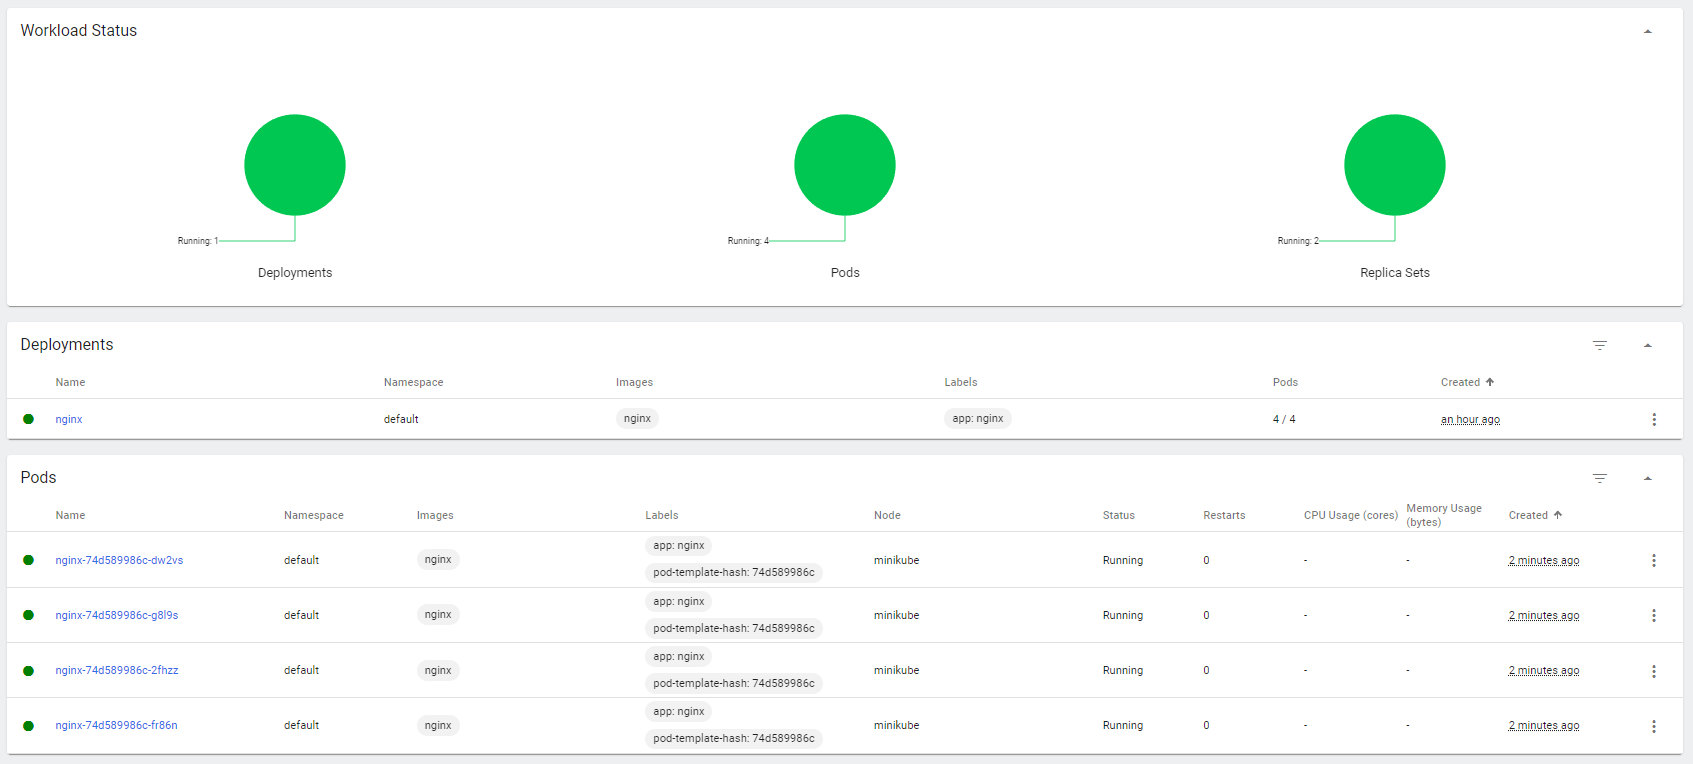 Workload Status
Running: 1
Running: 4
Running: 2
Deployments
Pods
Replica Sets
Deployments
Name Namespace Images Labels Pods Created
nginx default nginx app: nginx 4 / 4 an hour ago
Pods
Name Namespace Images Labels Node Status Restarts CPU Usage (cores) Memory Usage (bytes) Created
nginx-74d589986c-dw2vs default nginx app: nginx minikube Running 0 - - 2 minutes ago
pod-template-hash: 74d589986c
nginx-74d589986c-g8l9s default nginx app: nginx minikube Running 0 - - 2 minutes ago
pod-template-hash: 74d589986c
nginx-74d589986c-2fhzz default nginx app: nginx minikube Running 0 - - 2 minutes ago
pod-template-hash: 74d589986c
nginx-74d589986c-fr86n default nginx app: nginx minikube Running 0 - - 2 minutes ago
pod-template-hash: 74d589986c